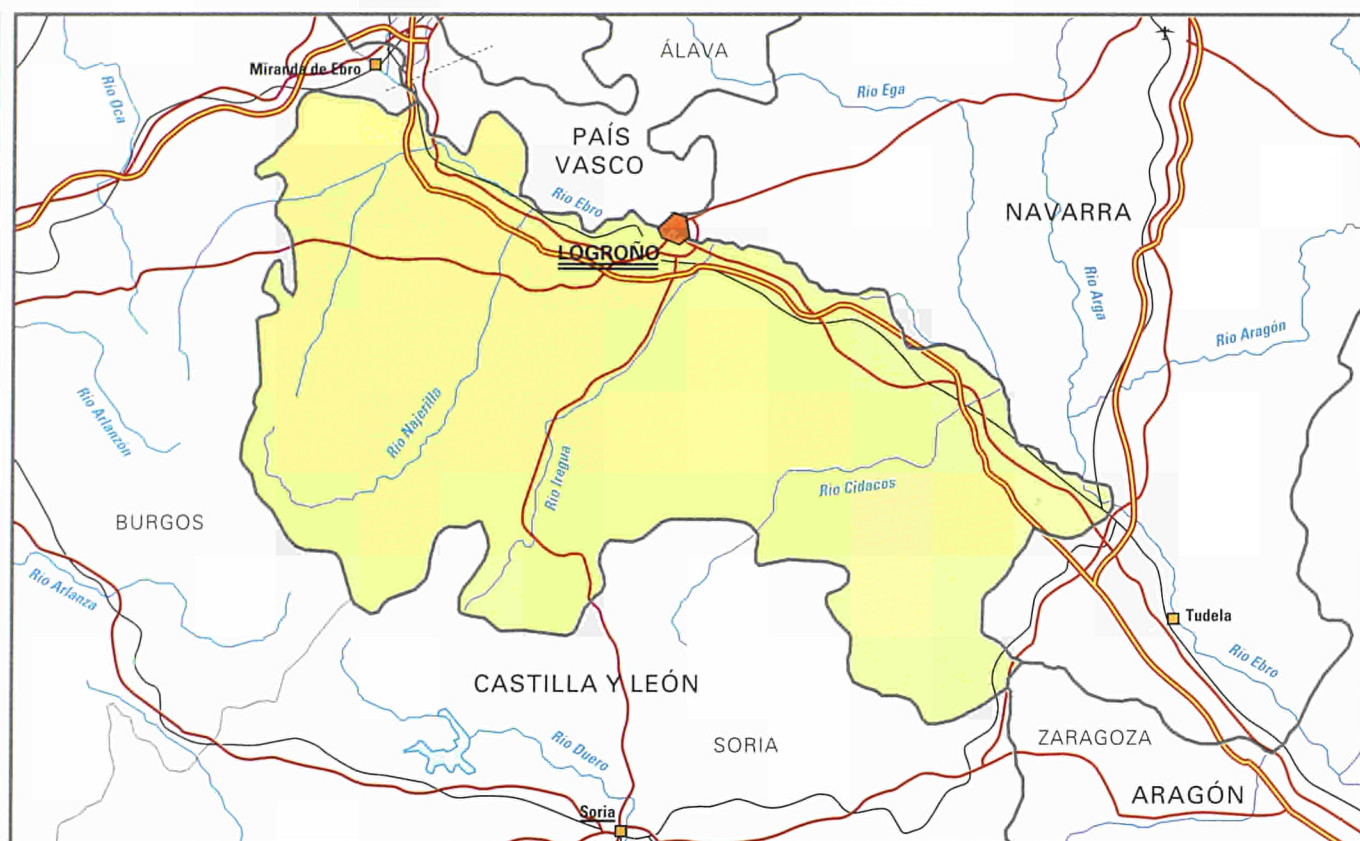 ÁLAVA
Miranda de Ebro
Río Oca
Río Ega
PAÍS
VASCO
Río Ebro
NAVARRA
LOGROÑO
Río Arga
Río Aragón
Río Arlanzón
Río Najerilla
Río Iregua
Río Cidacos
BURGOS
Río Arlanza
Tudela
Río Ebro
CASTILLA Y LEÓN
SORIA
Río Duero
ZARAGOZA
ARAGÓN
Soria